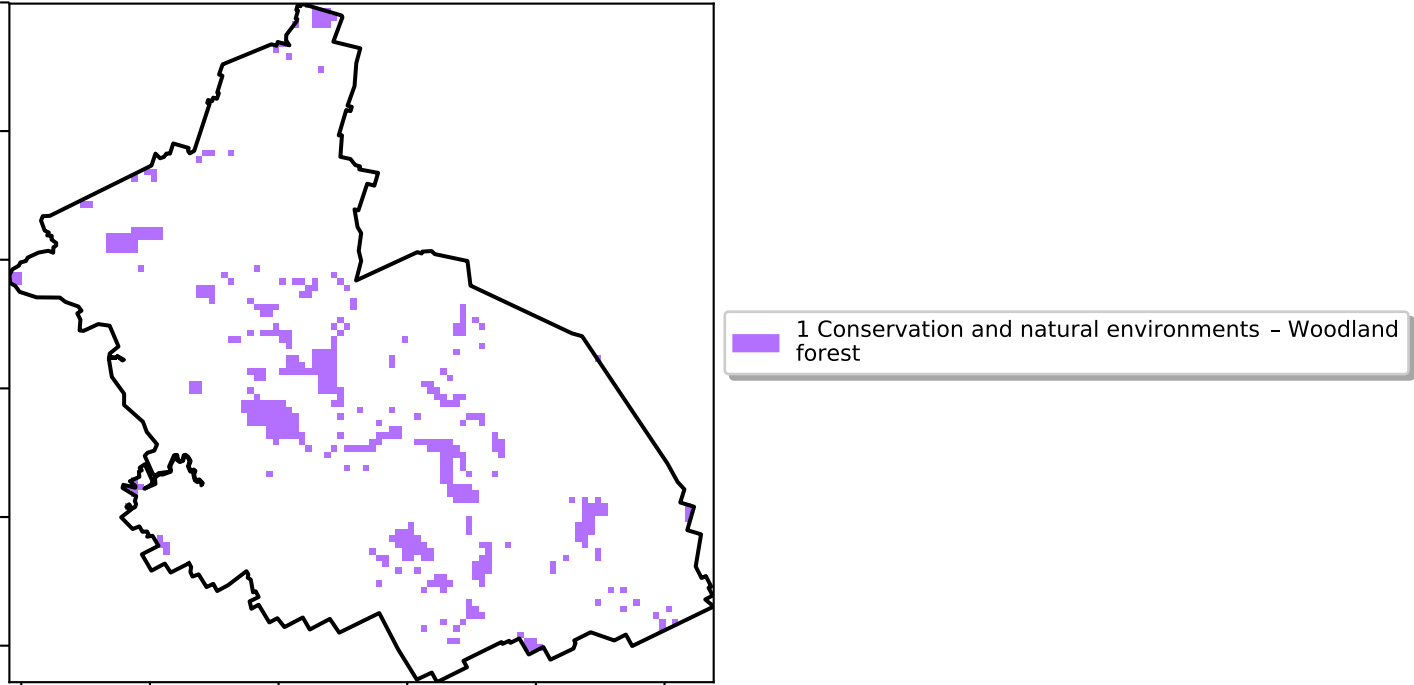 1 Conservation and natural environments – Woodland
forest